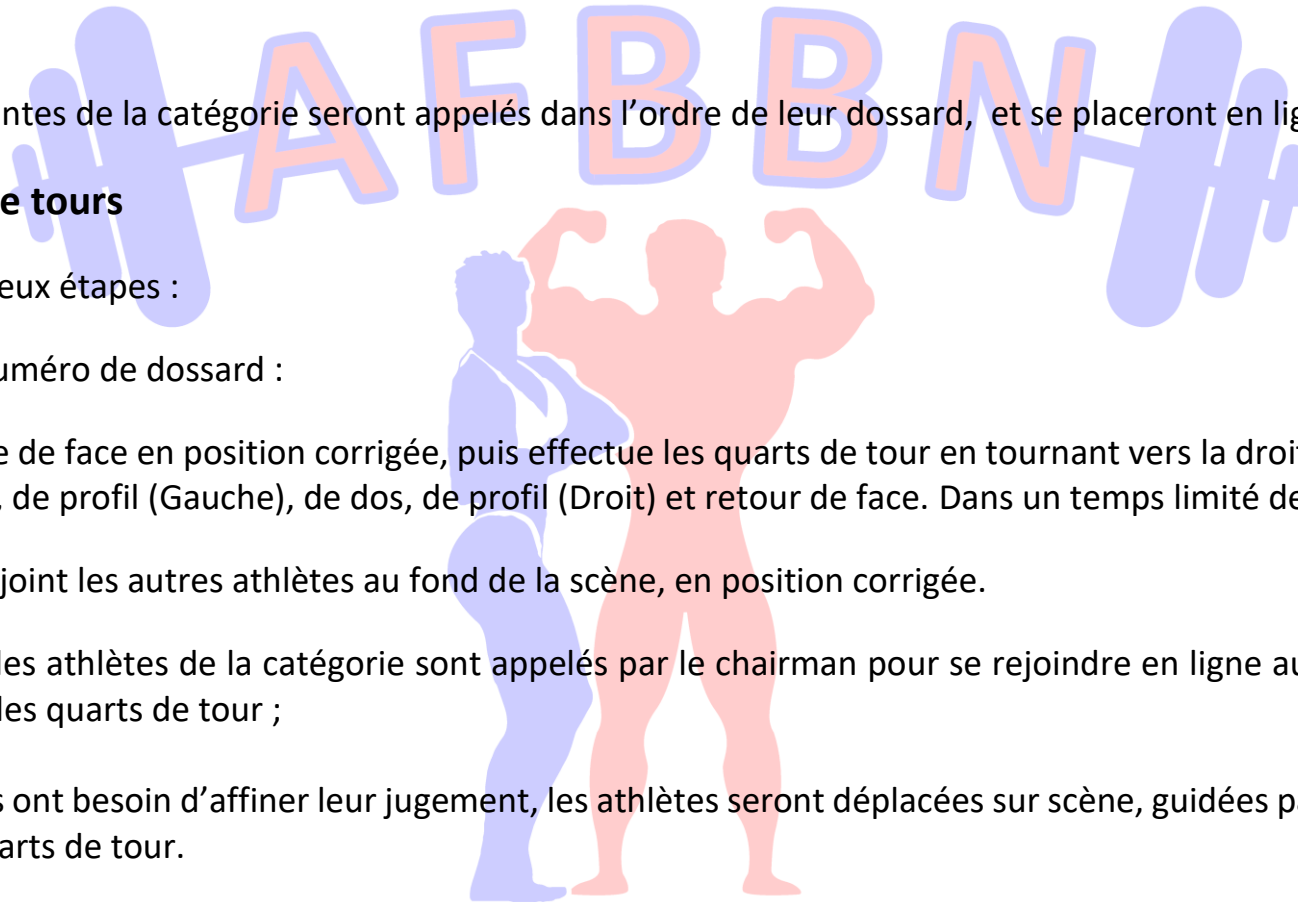 AFBBN
ntes de la catégorie seront appelés dans l’ordre de leur dossard, et se placeront en lig
e tours
eux étapes :
uméro de dossard :
e de face en position corrigée, puis effectue les quarts de tour en tournant vers la droit
, de profil (Gauche), de dos, de profil (Droit) et retour de face. Dans un temps limité de
joint les autres athlètes au fond de la scène, en position corrigée.
les athlètes de la catégorie sont appelés par le chairman pour se rejoindre en ligne au
les quarts de tour ;
s ont besoin d’affiner leur jugement, les athlètes seront déplacées sur scène, guidées pa
arts de tour.